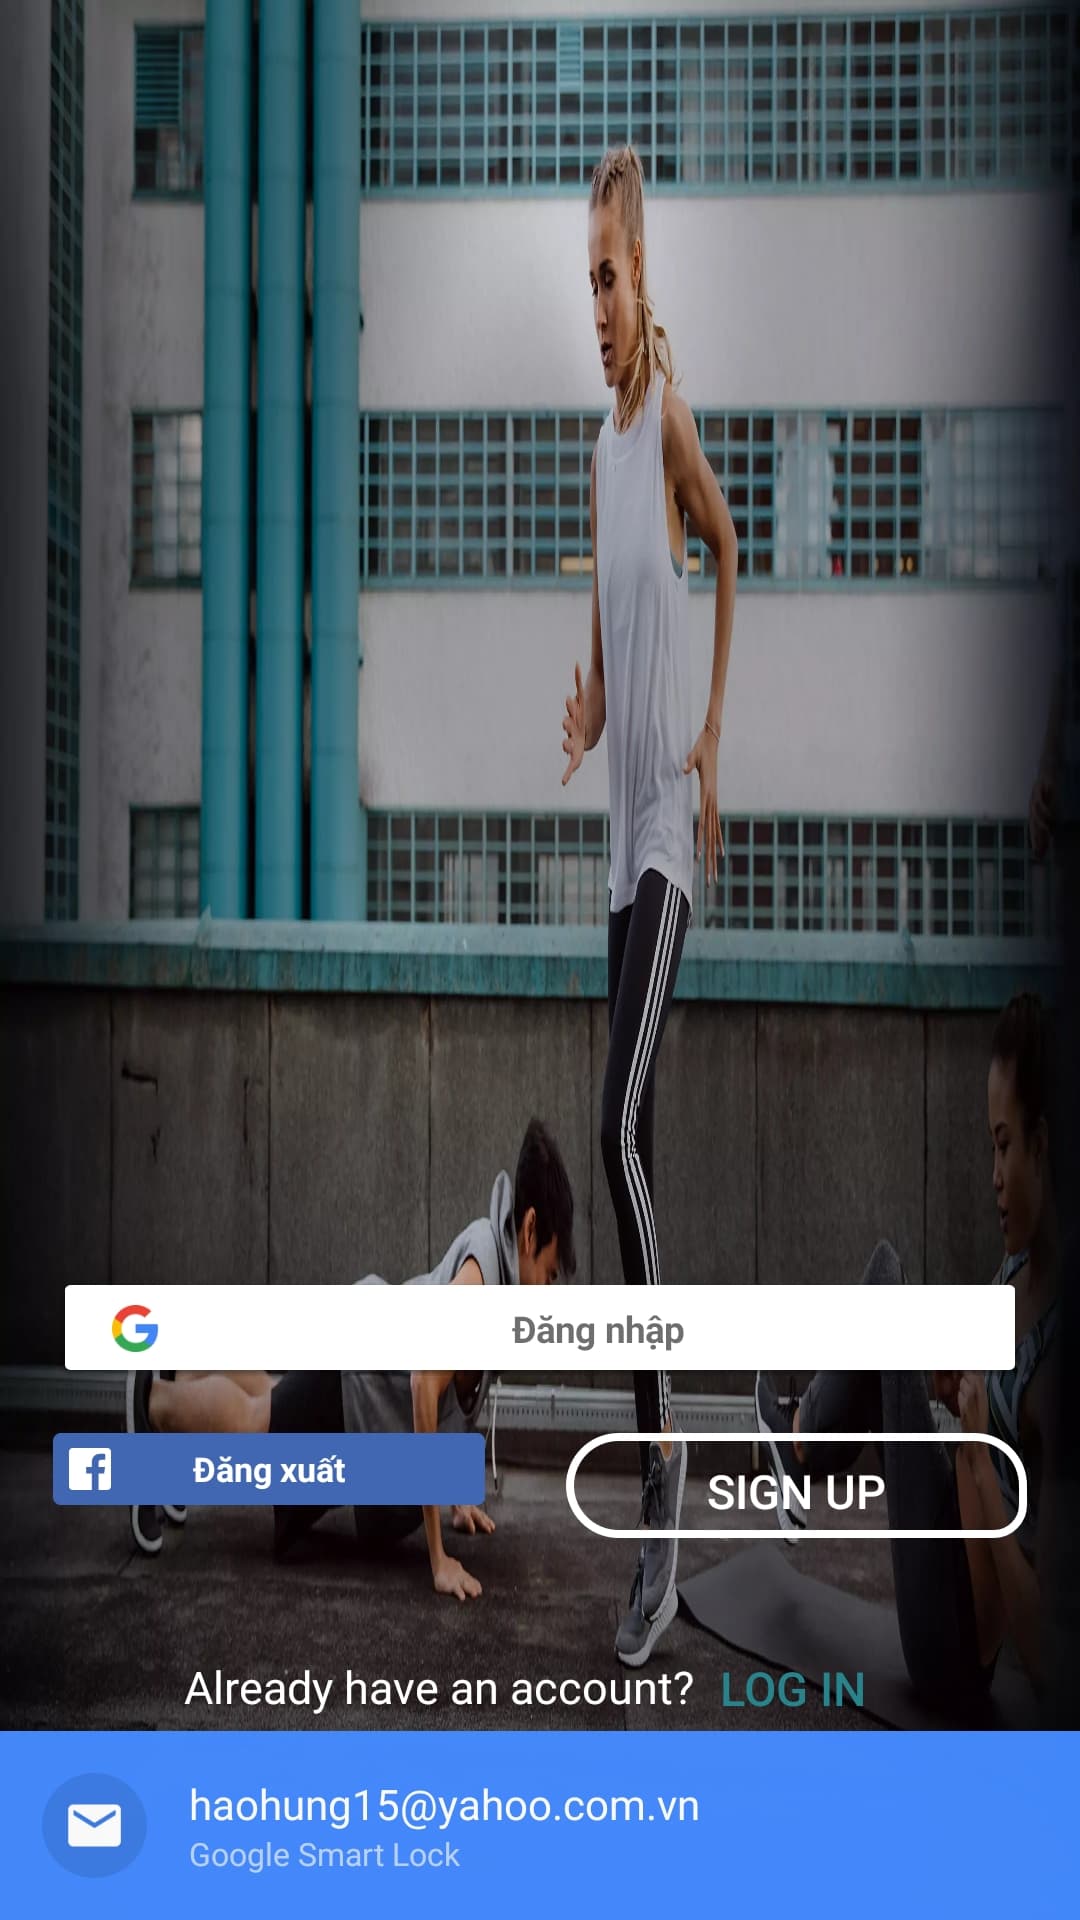 Đăng nhập
Đăng xuất
SIGN UP
Already have an account? LOG IN
haohung15@yahoo.com.vn
Google Smart Lock